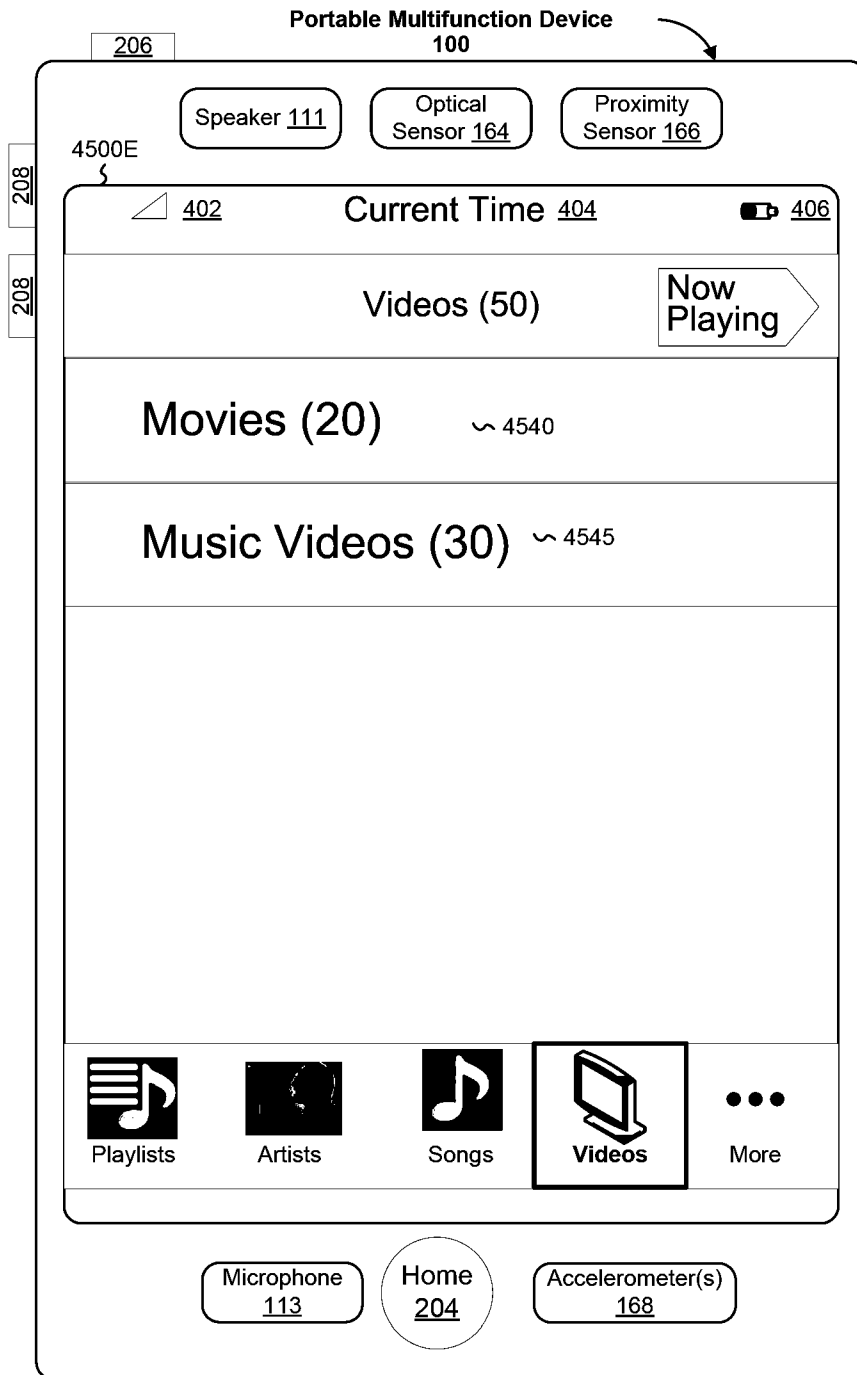 Portable Multifunction Device
100
206
Speaker 111
Optical
Sensor 164
Proximity
Sensor 166
4500E
208
402
Current Time 404
406
208
Videos (50)
Now
Playing
Movies (20)
4540
Music Videos (30)
4545
Playlists
Artists
Songs
Videos
More
Microphone
113
Home
204
Accelerometer(s)
168